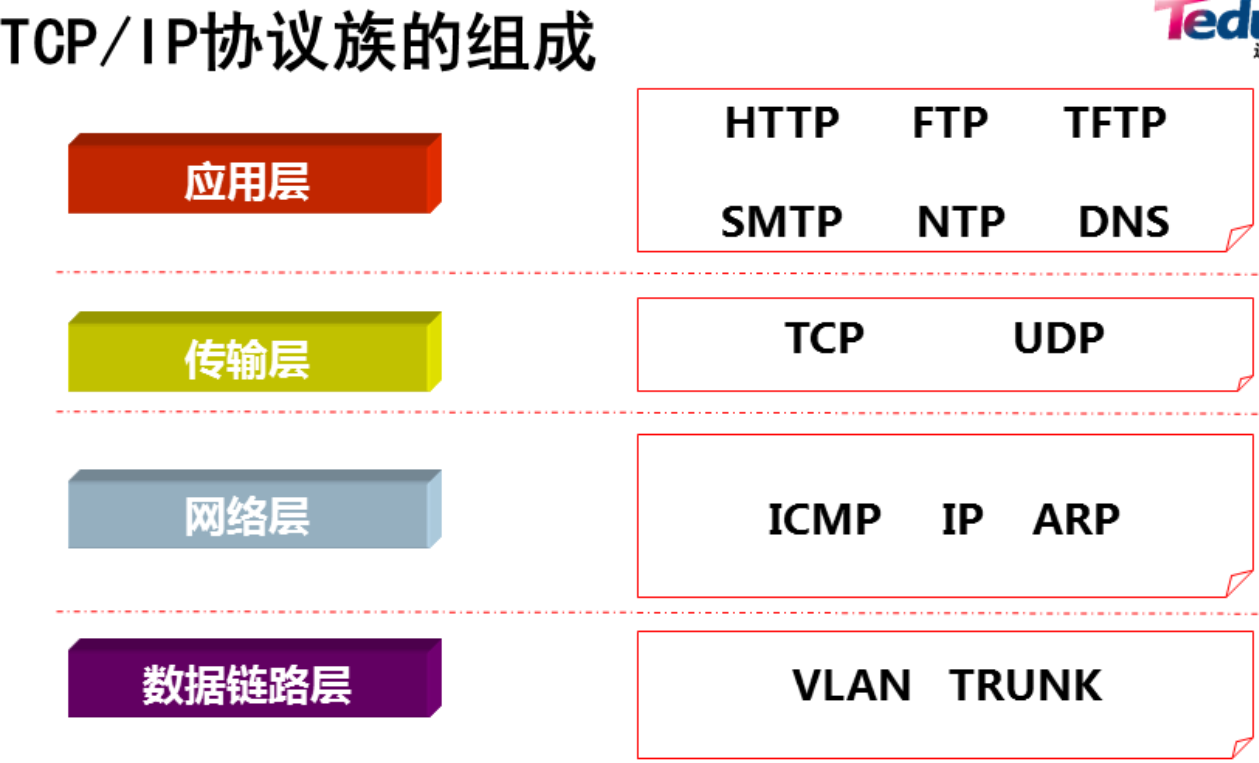 TCP/IP协议族的组成
Tedu
应用层
HTTP FTP TFTP
SMTP NTP DNS
传输层
TCP UDP
网络层
ICMP IP ARP
数据链路层
VLAN TRUNK